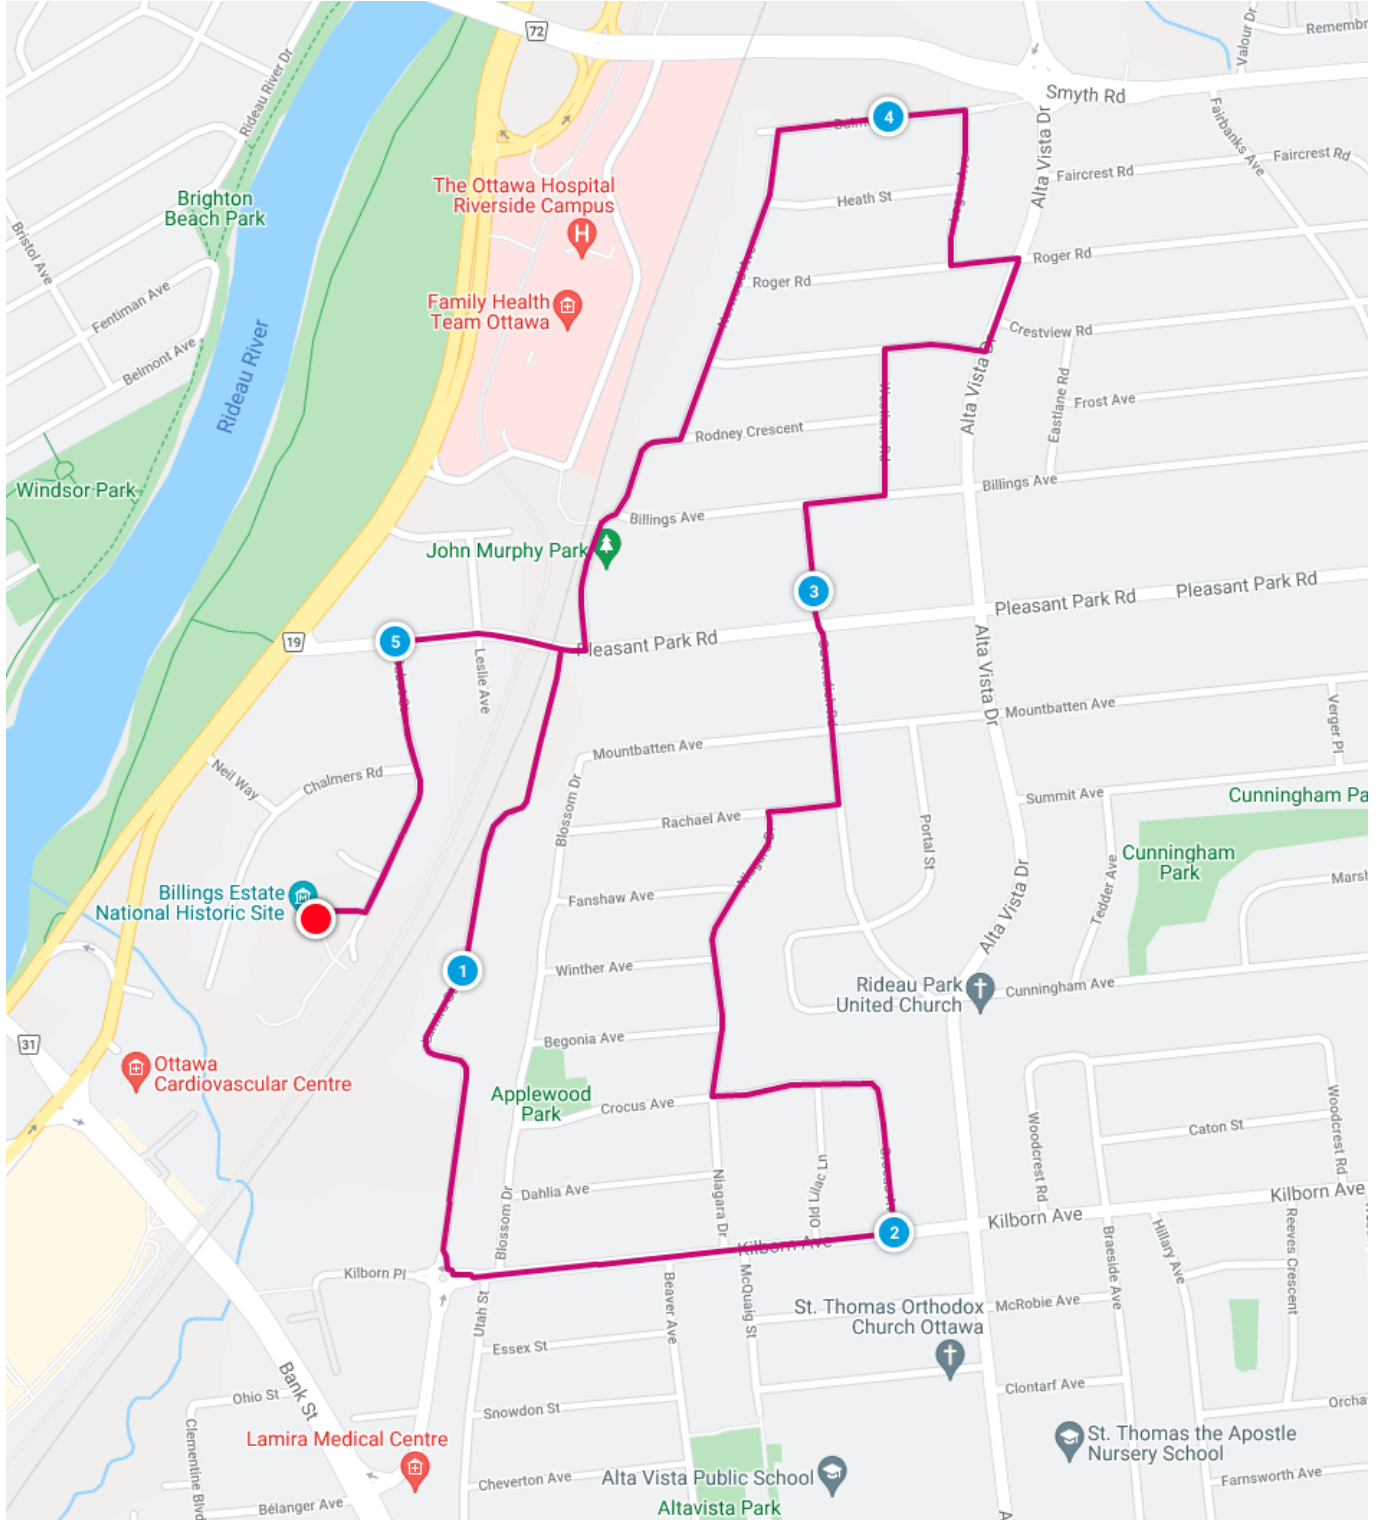 72
Rideau River Dr
Valour Dr
Smyth Rd
Alta Vista Dr
4
Fairbanks Ave
Faircrest Rd
Faircrest Rd
The Ottawa Hospital
Riverside Campus
H
Brighton
Beach Park
Heath St
Bristol Ave
Roger Rd
Roger Rd
Fentiman Ave
Family Health
Team Ottawa
Crestview Rd
Belmont Ave
Rideau River
Alta Vista Dr
Eastlane Rd
Frost Ave
Rodney Crescent
Windsor Park
Billings Ave
Billings Ave
John Murphy Park
3
Pleasant Park Rd
Pleasant Park Rd
19
5
Pleasant Park Rd
Leslie Ave
Alta Vista Dr
Cavendish Rd
Mountbatten Ave
Mountbatten Ave
Verger Pl
Neil Way
Chalmers Rd
Blossom Dr
Summit Ave
Cunningham Pa
Rachael Ave
Portal St
Niagara Dr
Cunningham
Park
Tedder Ave
Billings Estate
National Historic Site
Fanshaw Ave
Alta Vista Dr
1
Winther Ave
Rideau Park
United Church
Cunningham Ave
31
Begonia Ave
Ottawa
Cardiovascular Centre
Applewood
Park
Crocus Ave
Woodcrest Rd
Woodcrest Rd
Caton St
Dahlia Ave
Niagara Dr
Old Lilac Ln
Blossom Dr
Kilborn Ave
2
Kilborn Ave
Kilborn Ave
Kilborn Pl
Utah St
Beaver Ave
McQuaig St
Braeside Ave
Hillary Ave
Reeves Crescent
St. Thomas Orthodox
Church Ottawa
McRobie Ave
Essex St
Bank St
Ohio St
Clontarf Ave
Snowdon St
Clementine Blvd
Lamira Medical Centre
St. Thomas the Apostle
Nursery School
Cheverton Ave
Alta Vista Public School
Farnsworth Ave
Bélanger Ave
Altavista Park